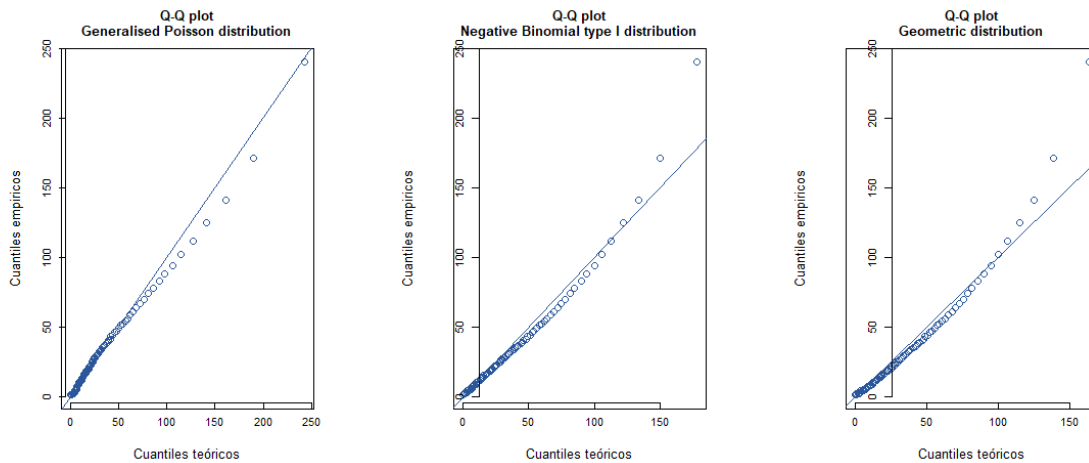 Q-Q plot
Generalised Poisson distribution
Cuantiles empíricos
0
50
100
150
200
250
0 50 100 150 200 250
Cuantiles teóricos
Q-Q plot
Negative Binomial type I distribution
Cuantiles empíricos
0
50
100
150
200
250
0 50 100 150
Cuantiles teóricos
Q-Q plot
Geometric distribution
Cuantiles empíricos
0
50
100
150
200
250
0 50 100 150
Cuantiles teóricos